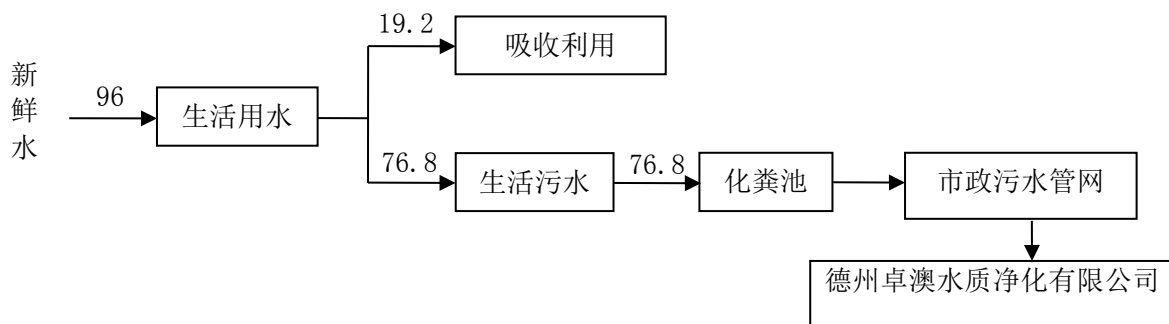 19.2
吸收利用
新鲜水
96
生活用水
76.8
生活污水
76.8
化粪池
市政污水管网
德州卓澳水质净化有限公司